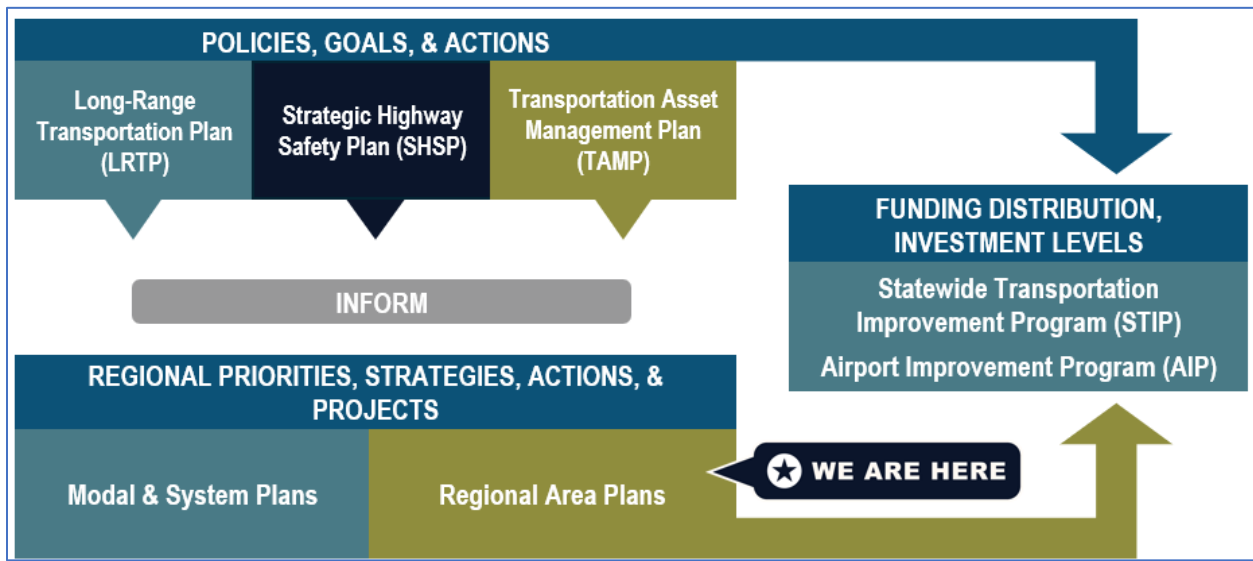 POLICIES, GOALS, & ACTIONS
Long-Range
Transportation Plan
(LRTP)
Strategic Highway
Safety Plan (SHSP)
Transportation Asset
Management Plan
(TAMP)
INFORM
REGIONAL PRIORITIES, STRATEGIES, ACTIONS, &
PROJECTS
Modal & System Plans
Regional Area Plans
WE ARE HERE
FUNDING DISTRIBUTION,
INVESTMENT LEVELS
Statewide Transportation
Improvement Program (STIP)
Airport Improvement Program (AIP)